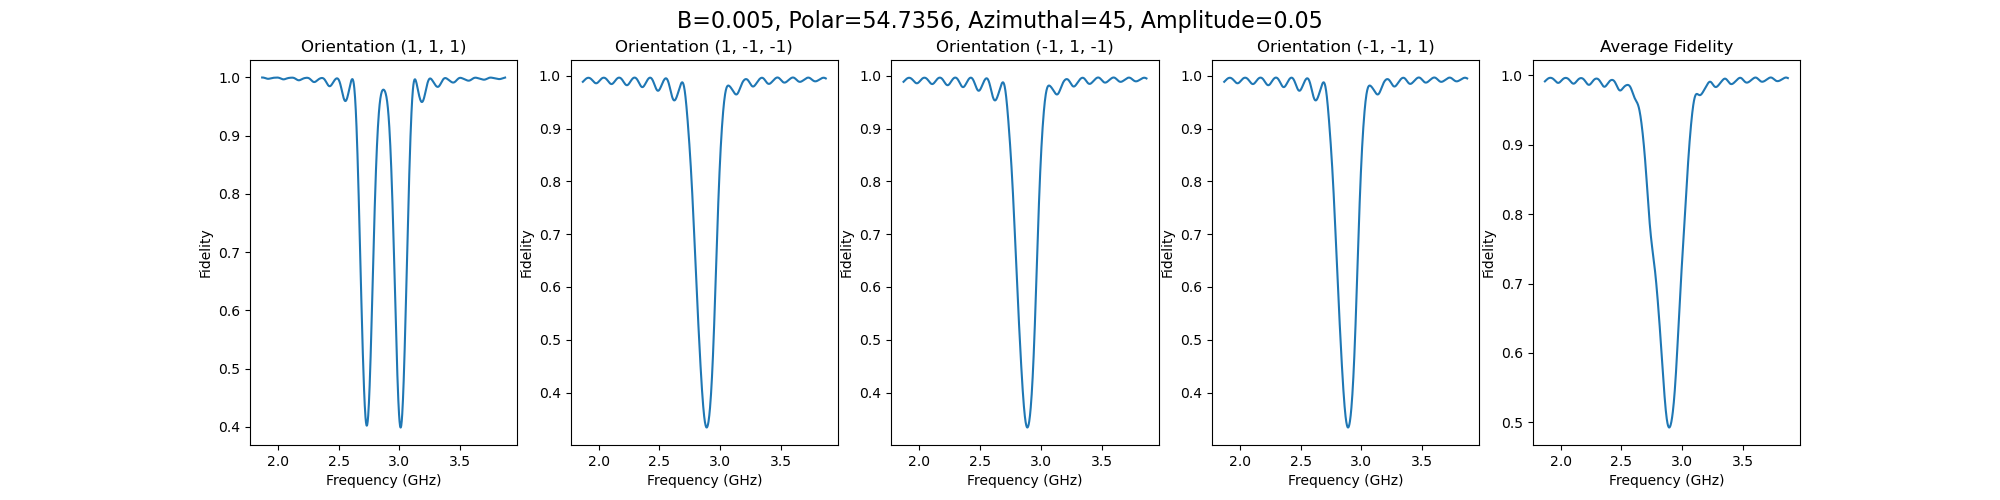 B=0.005, Polar=54.7356, Azimuthal=45, Amplitude=0.05
Orientation (1, 1, 1)
1.0
0.9
0.8
0.7
0.6
0.5
0.4
Fidelity
2.0 2.5 3.0 3.5
Frequency (GHz)
Orientation (1, -1, -1)
1.0
0.9
0.8
0.7
0.6
0.5
0.4
Fidelity
2.0 2.5 3.0 3.5
Frequency (GHz)
Orientation (-1, 1, -1)
1.0
0.9
0.8
0.7
0.6
0.5
0.4
Fidelity
2.0 2.5 3.0 3.5
Frequency (GHz)
Orientation (-1, -1, 1)
1.0
0.9
0.8
0.7
0.6
0.5
0.4
Fidelity
2.0 2.5 3.0 3.5
Frequency (GHz)
Average Fidelity
1.0
0.9
0.8
0.7
0.6
0.5
Fidelity
2.0 2.5 3.0 3.5
Frequency (GHz)